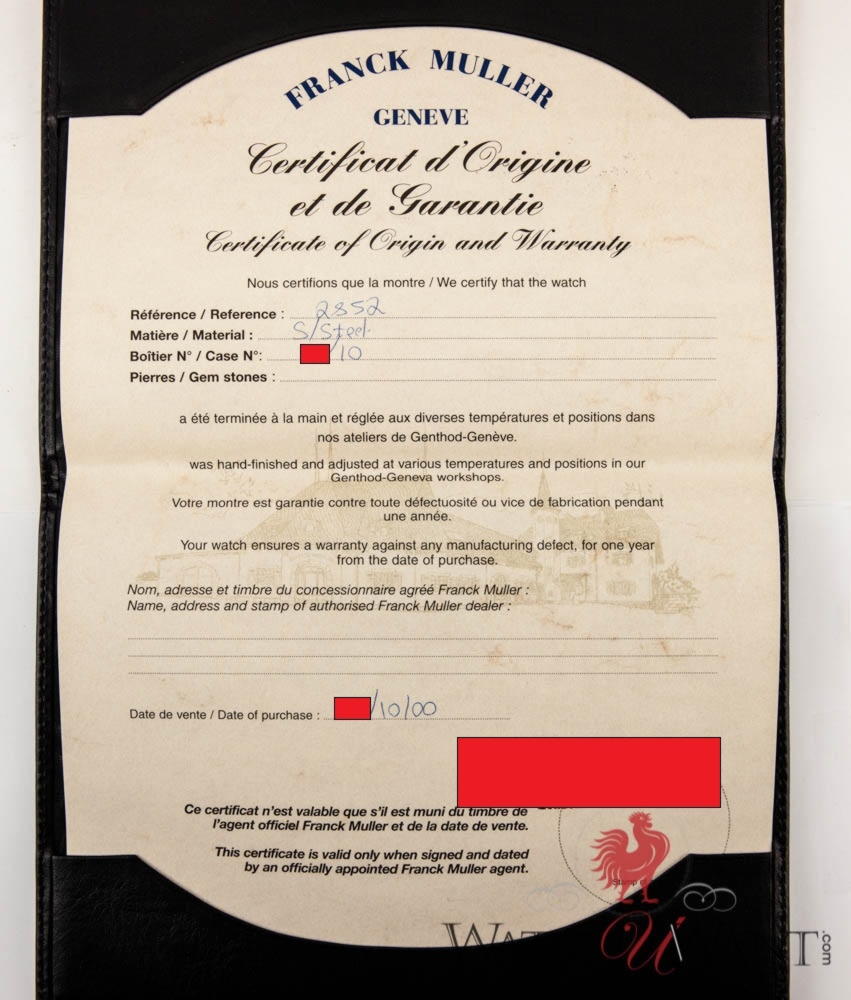 FRANCK MULLER
GENEVE
Certificat d'Origine
et de Garantie
Certificate of Origin and Warranty
Nous certifions que la montre / We certify that the watch
Référence / Reference : 2852
Matière / Material : S/Steel
Boîtier N° / Case N°: /10
Pierres / Gem stones :
a été terminée à la main et réglée aux diverses températures et positions dans
nos ateliers de Genthod-Genève.
was hand-finished and adjusted at various temperatures and positions in our
Genthod-Geneva workshops.
Votre montre est garantie contre toute défectuosité ou vice de fabrication pendant
une année.
Your watch ensures a warranty against any manufacturing defect, for one year
from the date of purchase.
Nom, adresse et timbre du concessionnaire agréé Franck Muller :
Name, address and stamp of authorised Franck Muller dealer :
Date de vente / Date of purchase : /10/00
Ce certificat n'est valable que s'il est muni du timbre de
l'agent officiel Franck Muller et de la date de vente.
This certificate is valid only when signed and dated
by an officially appointed Franck Muller agent.
Stamp
.com